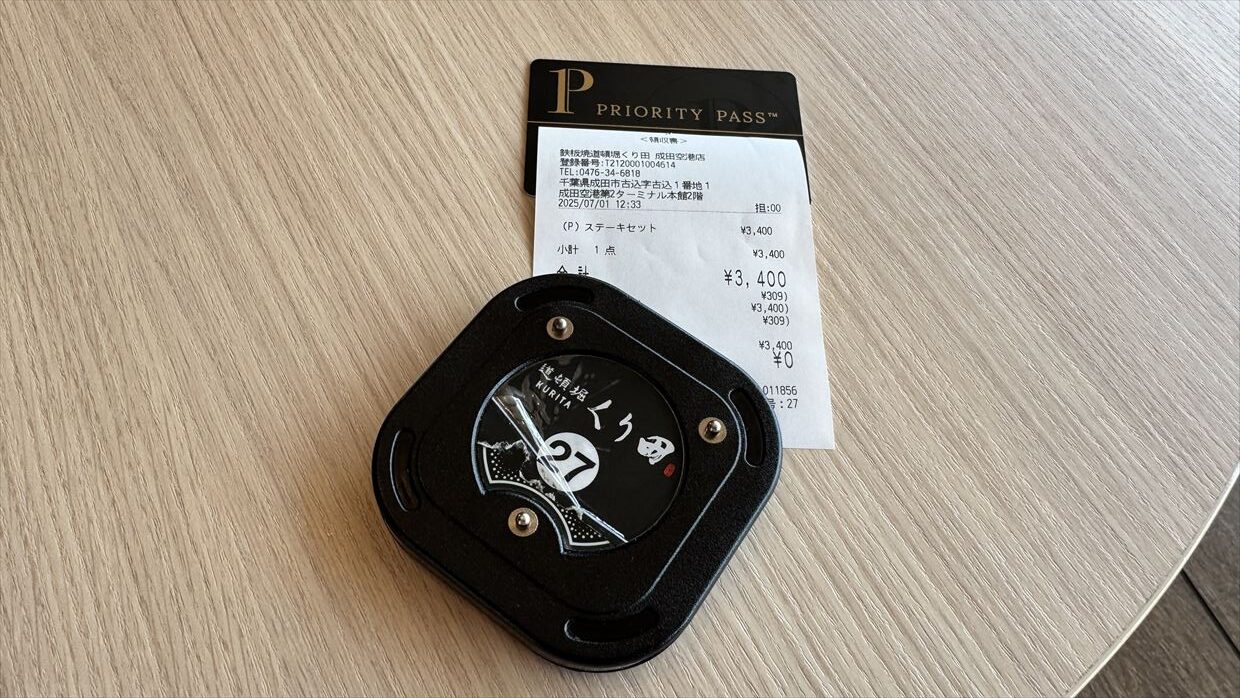 1P PRIORITY PASS™
<領収書>
鉄板焼道頓堀くり田 成田空港店
登録番号:T2120001004614
TEL:0476-34-6818
千葉県成田市古込字古込1番地1
成田空港第2ターミナル本館2階
2025/07/01 12:33 担:00
(P)ステーキセット ¥3,400
小計 1点 ¥3,400
合計 ¥3,400
¥309)
¥3,400)
¥309)
¥3,400
¥0
011856
号:27
道頓堀
KURITA
くり田
27